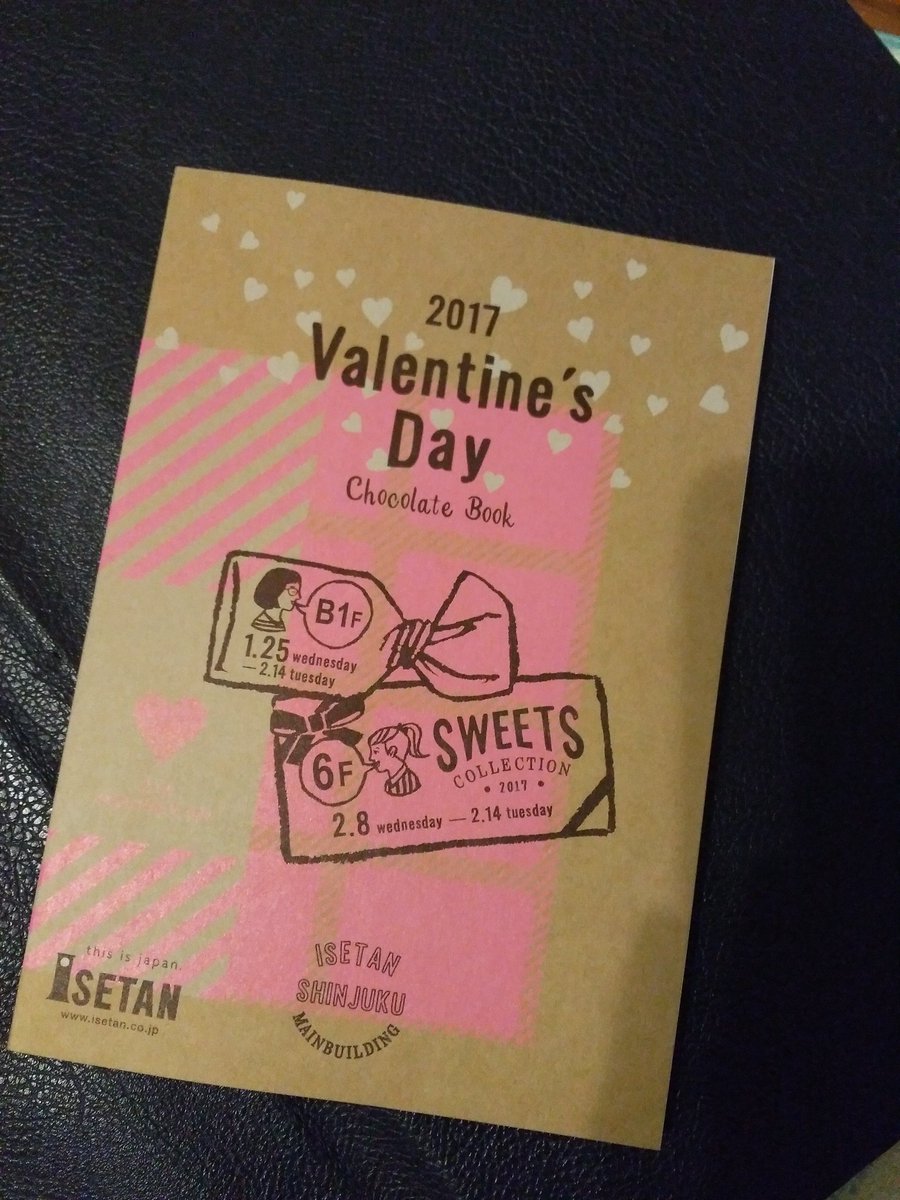 2017
Valentine's
Day
Chocolate Book
B1F
1.25 wednesday
—2.14 tuesday
SWEETS
COLLECTION
• 2017 •
6F
2.8 wednesday — 2.14 tuesday
this is japan.
ISETAN
www.isetan.co.jp
ISETAN
SHINJUKU
MAINBUILDING